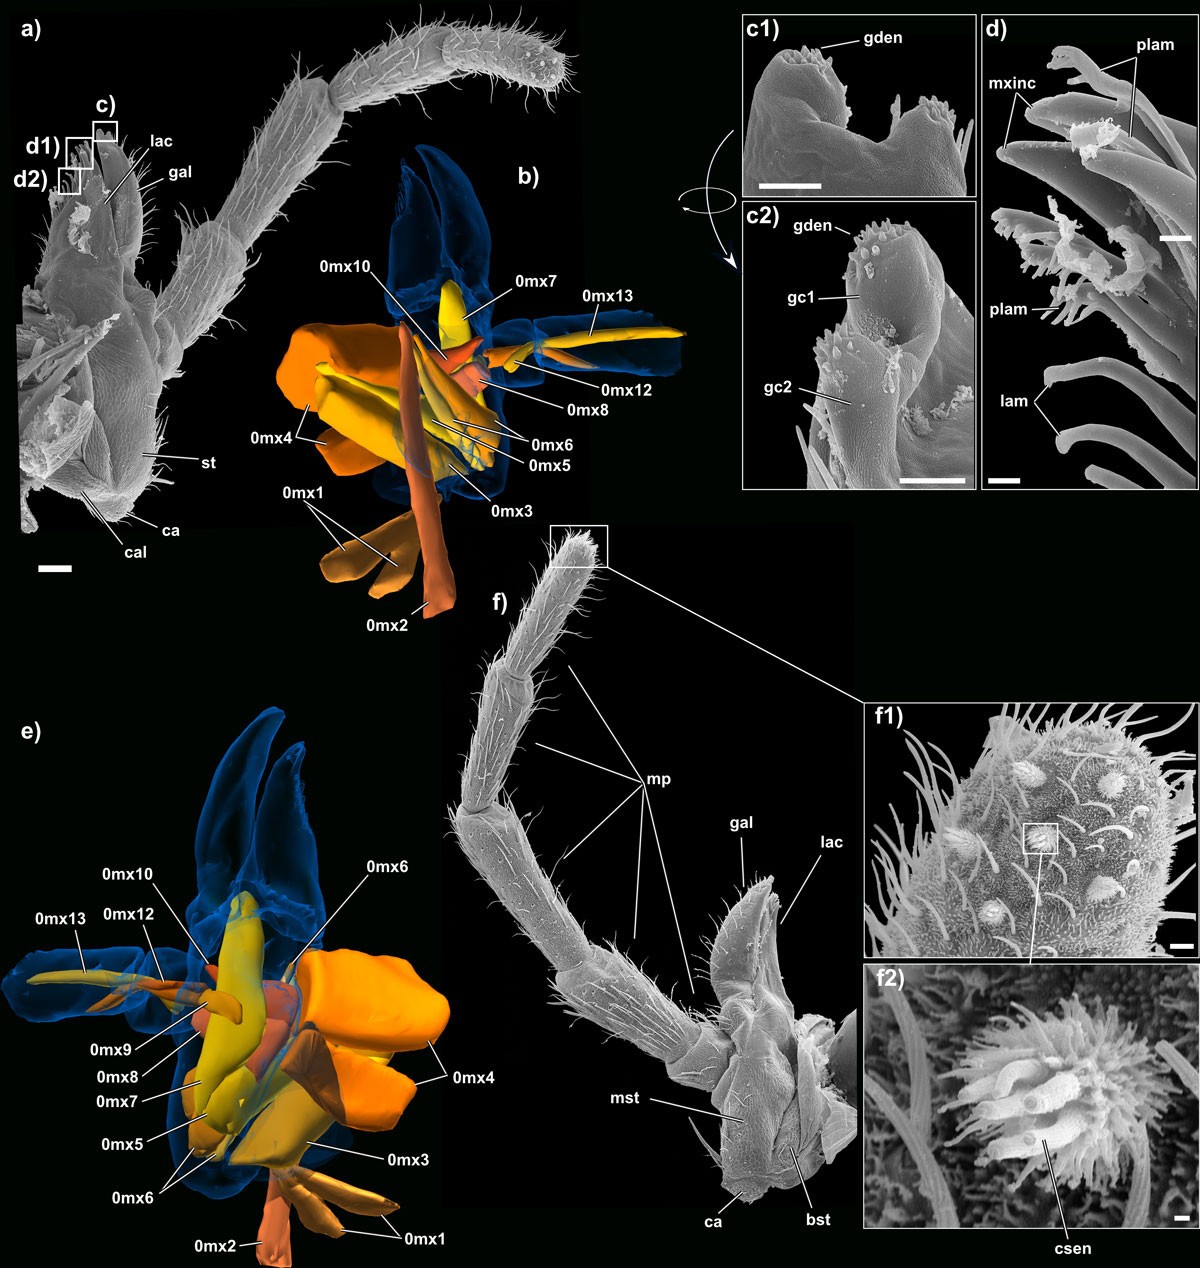 a)
c)
d1)
d2)
lac
gal
st
ca
cal
b)
0mx10
0mx7
0mx13
0mx12
0mx8
0mx4
0mx6
0mx5
0mx1
0mx3
0mx2
c1)
gden
c2)
gden
gc1
gc2
d)
plam
mxinc
plam
lam
e)
0mx10
0mx6
0mx13
0mx12
0mx9
0mx8
0mx4
0mx7
0mx5
0mx3
0mx6
0mx2
0mx1
f)
mp
gal
lac
mst
ca
bst
f1)
f2)
csen